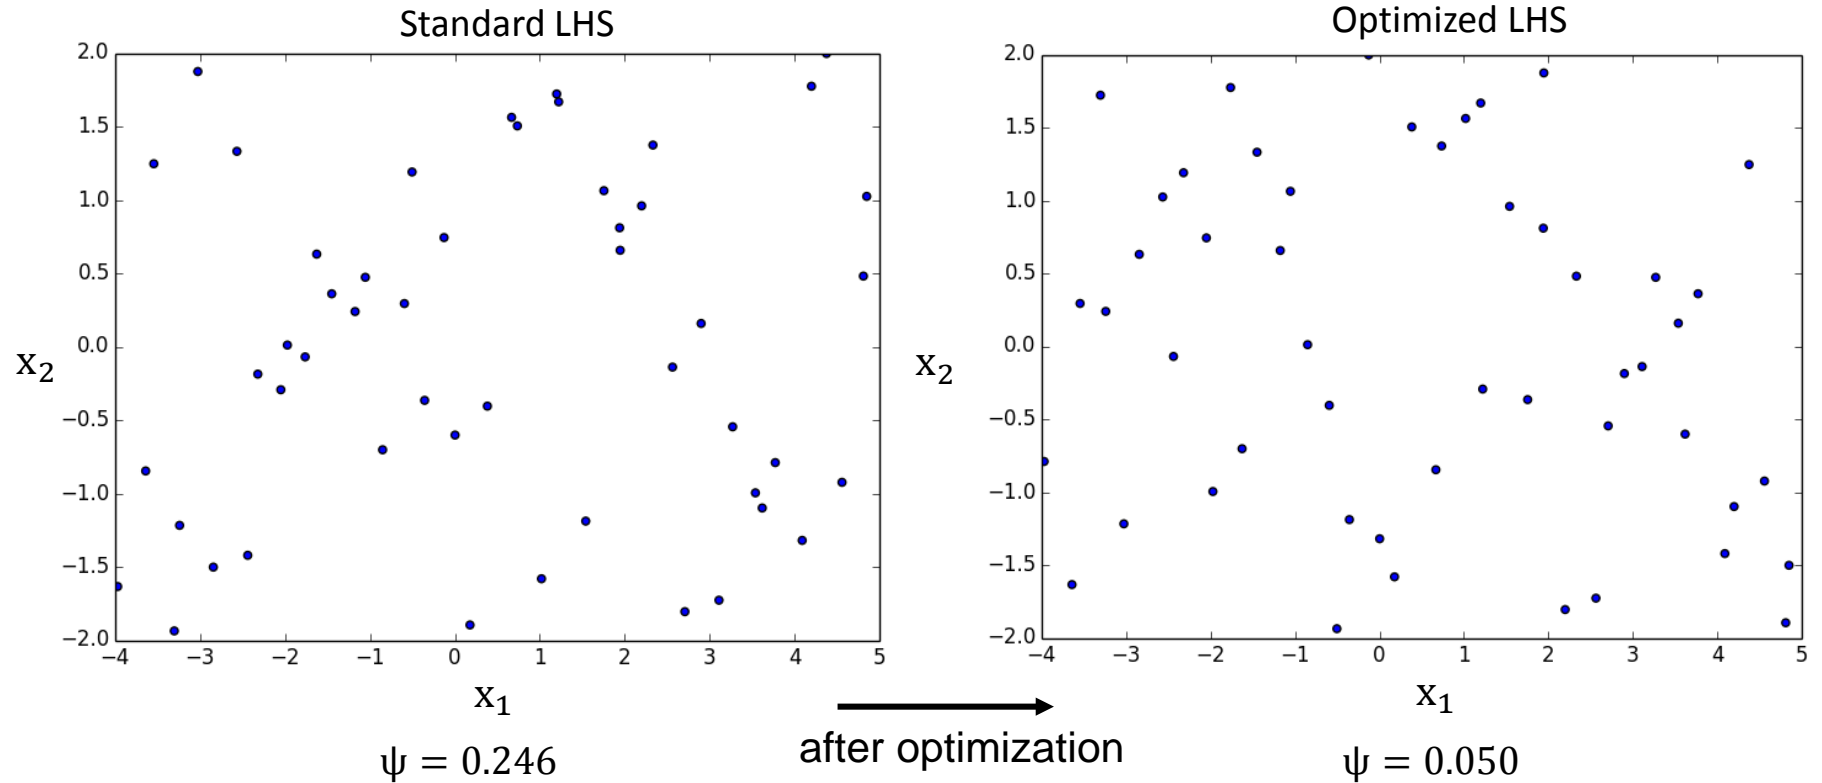 Standard LHS
2.0
1.5
1.0
0.5
0.0
−0.5
−1.0
−1.5
−2.0
x₂
−4 −3 −2 −1 0 1 2 3 4 5
x₁
ψ = 0.246
after optimization
Optimized LHS
2.0
1.5
1.0
0.5
0.0
−0.5
−1.0
−1.5
−2.0
x₂
−4 −3 −2 −1 0 1 2 3 4 5
x₁
ψ = 0.050